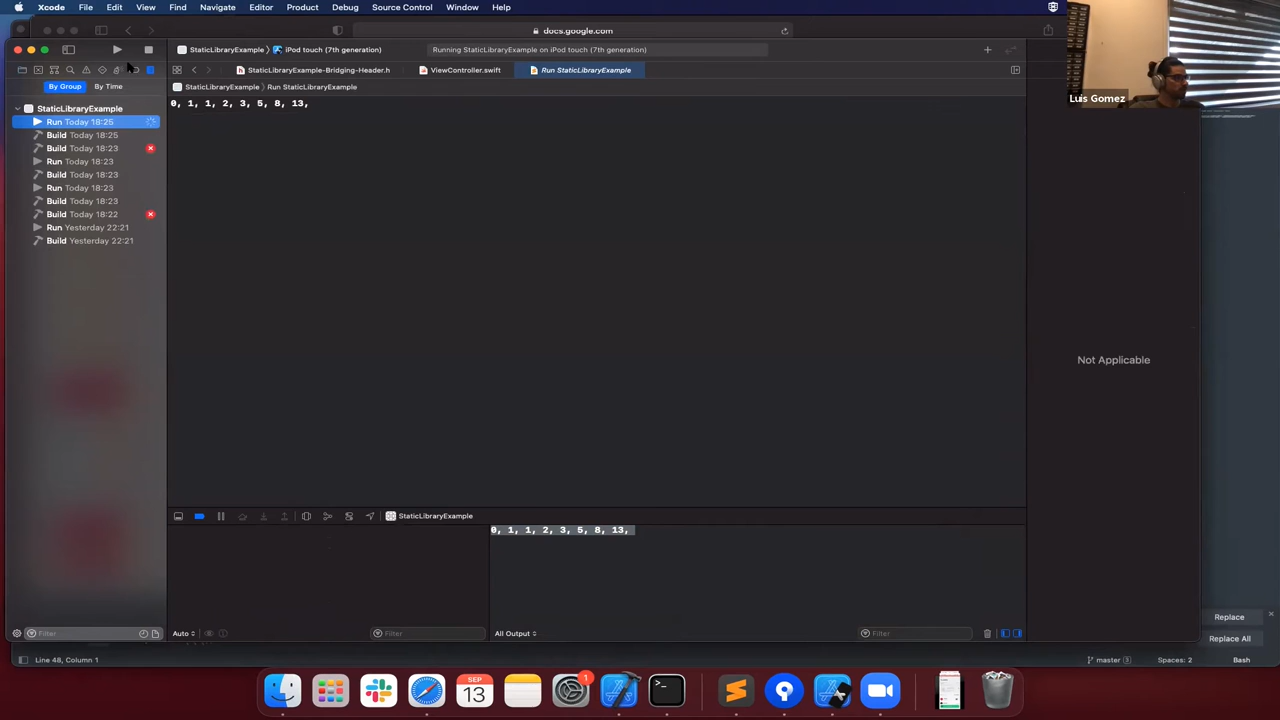 Xcode File Edit View Find Navigate Editor Product Debug Source Control Window Help
docs.google.com
StaticLibraryExample 〉 iPod touch (7th generation)
Running StaticLibraryExample on iPod touch (7th generation)
StaticLibraryExample-Bridging-Header.h
ViewController.swift
Run StaticLibraryExample
By Group By Time
StaticLibraryExample 〉 Run StaticLibraryExample
Luis Gomez
StaticLibraryExample
0, 1, 1, 2, 3, 5, 8, 13,
Run Today 18:25
Build Today 18:25
Build Today 18:23
Run Today 18:23
Build Today 18:23
Run Today 18:23
Build Today 18:23
Build Today 18:22
Run Yesterday 22:21
Build Yesterday 22:21
Not Applicable
StaticLibraryExample
0, 1, 1, 2, 3, 5, 8, 13,
Replace
Filter
Auto
Filter
All Output
Filter
Replace All
Line 48, Column 1
master 3
Spaces: 2
Bash
1
SEP
13
>_